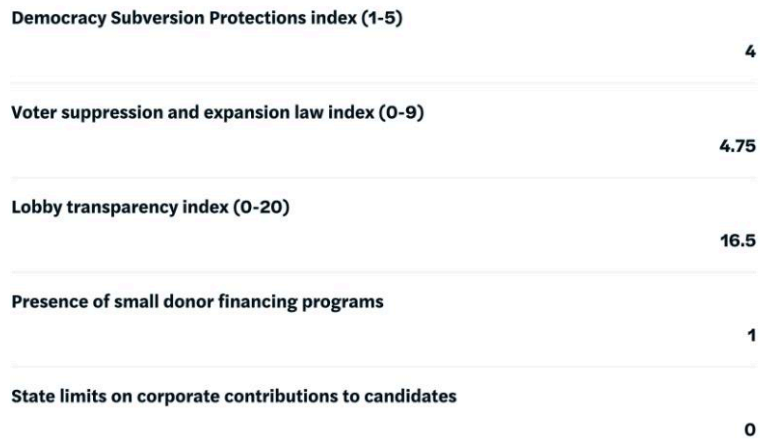 Democracy Subversion Protections index (1-5)
4
Voter suppression and expansion law index (0-9)
4.75
Lobby transparency index (0-20)
16.5
Presence of small donor financing programs
1
State limits on corporate contributions to candidates
0